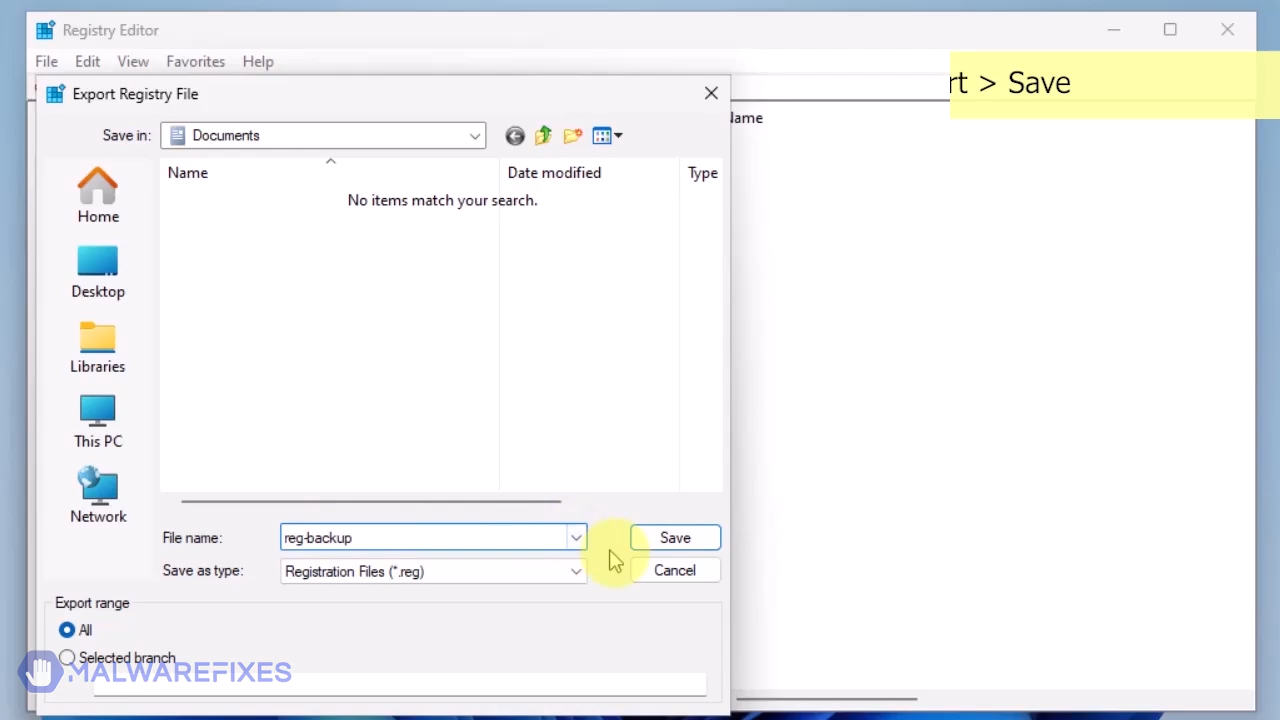 Registry Editor
File Edit View Favorites Help
rt > Save
Export Registry File
Save in: Documents
Name
Name Date modified Type
No items match your search.
Home
Desktop
Libraries
This PC
Network
File name: reg-backup Save
Save as type: Registration Files (*.reg) Cancel
Export range
All
Selected branch
MALWAREFIXES